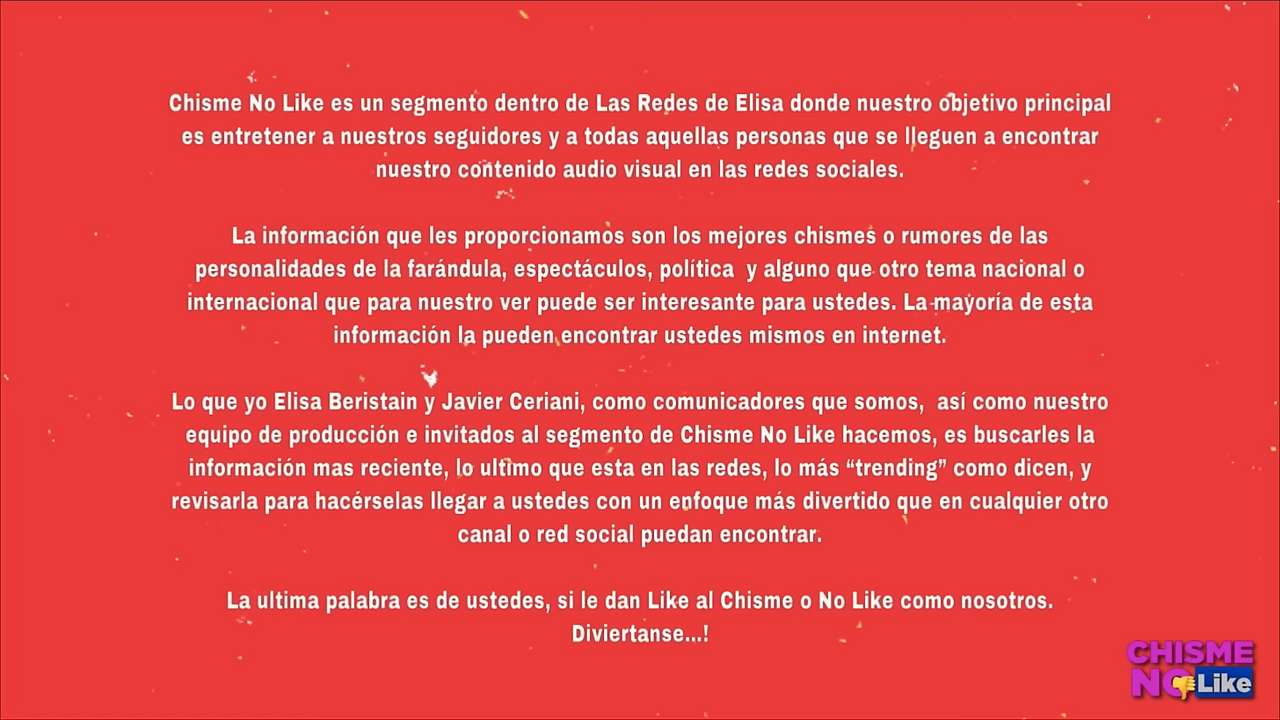 Chisme No Like es un segmento dentro de Las Redes de Elisa donde nuestro objetivo principal
es entretener a nuestros seguidores y a todas aquellas personas que se lleguen a encontrar
nuestro contenido audio visual en las redes sociales.
La información que les proporcionamos son los mejores chismes o rumores de las
personalidades de la farándula, espectáculos, política y alguno que otro tema nacional o
internacional que para nuestro ver puede ser interesante para ustedes. La mayoría de esta
información la pueden encontrar ustedes mismos en internet.
Lo que yo Elisa Beristain y Javier Ceriani, como comunicadores que somos, así como nuestro
equipo de producción e invitados al segmento de Chisme No Like hacemos, es buscarles la
información mas reciente, lo ultimo que esta en las redes, lo más “trending” como dicen, y
revisarla para hacérselas llegar a ustedes con un enfoque más divertido que en cualquier otro
canal o red social puedan encontrar.
La ultima palabra es de ustedes, si le dan Like al Chisme o No Like como nosotros.
Diviertanse...!
CHISME
NO Like